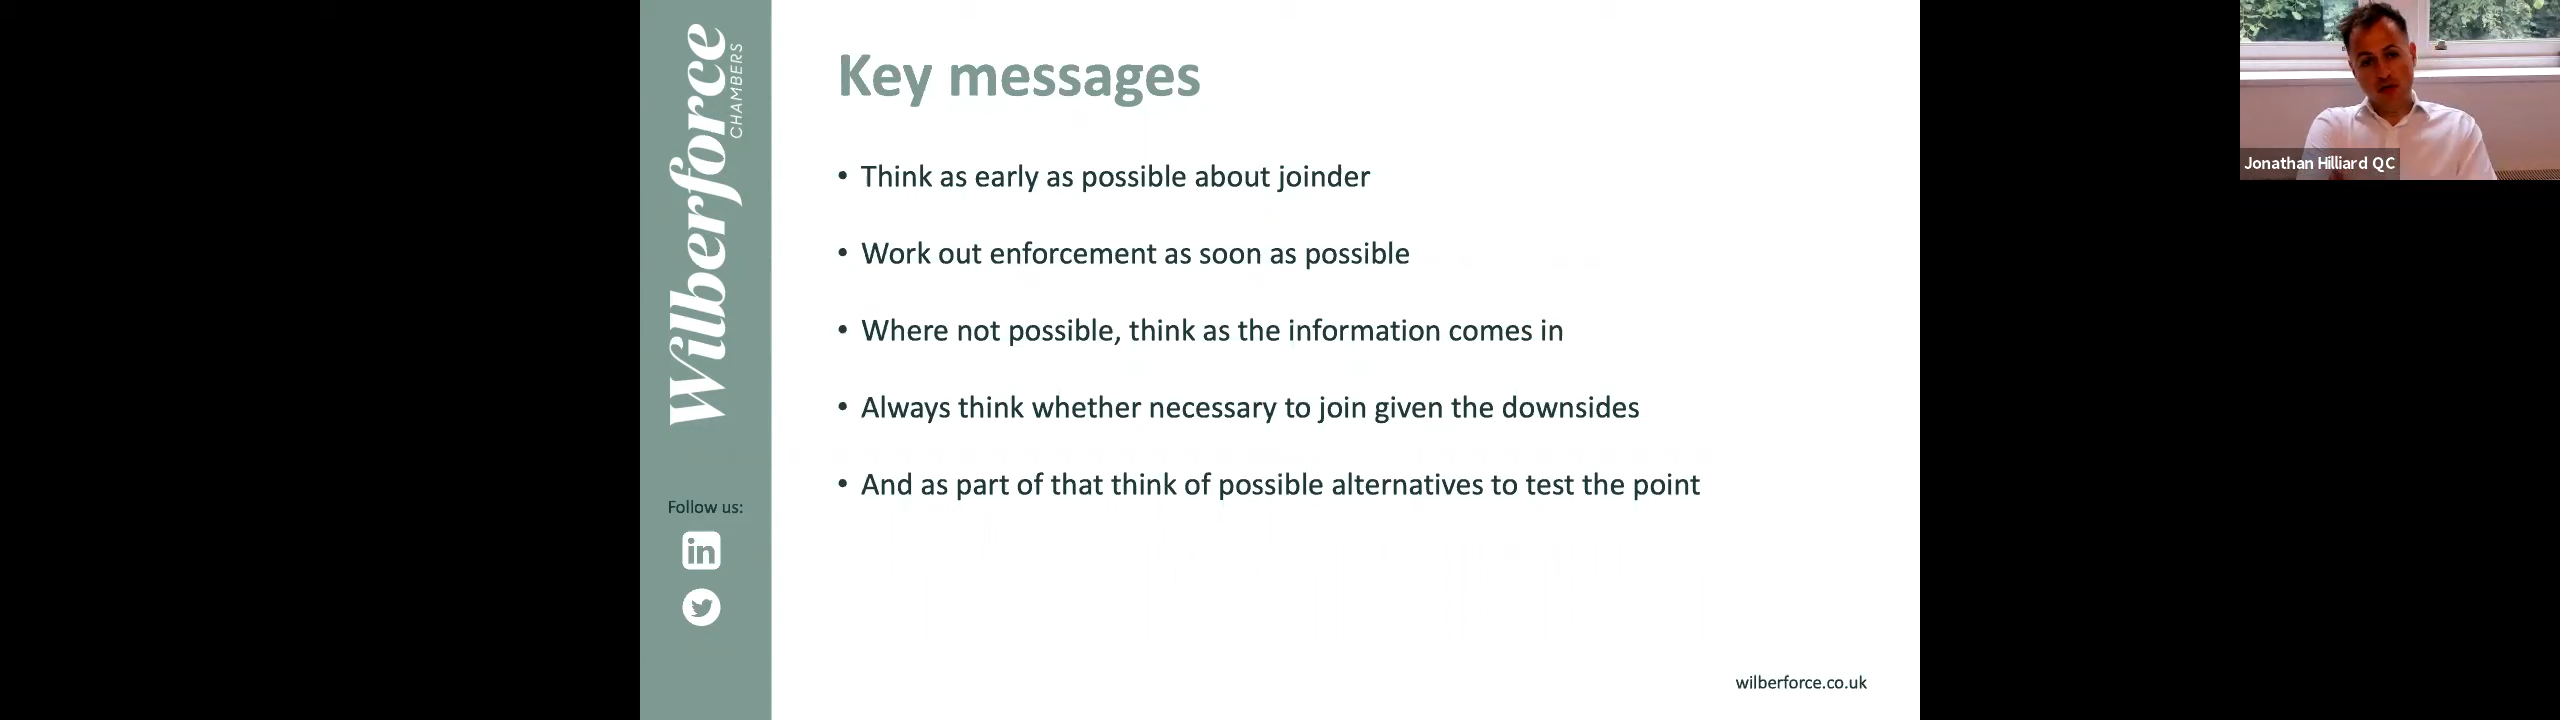 Wilberforce
CHAMBERS
Key messages
• Think as early as possible about joinder
• Work out enforcement as soon as possible
• Where not possible, think as the information comes in
• Always think whether necessary to join given the downsides
• And as part of that think of possible alternatives to test the point
Follow us:
in
wilberforce.co.uk
Jonathan Hilliard QC